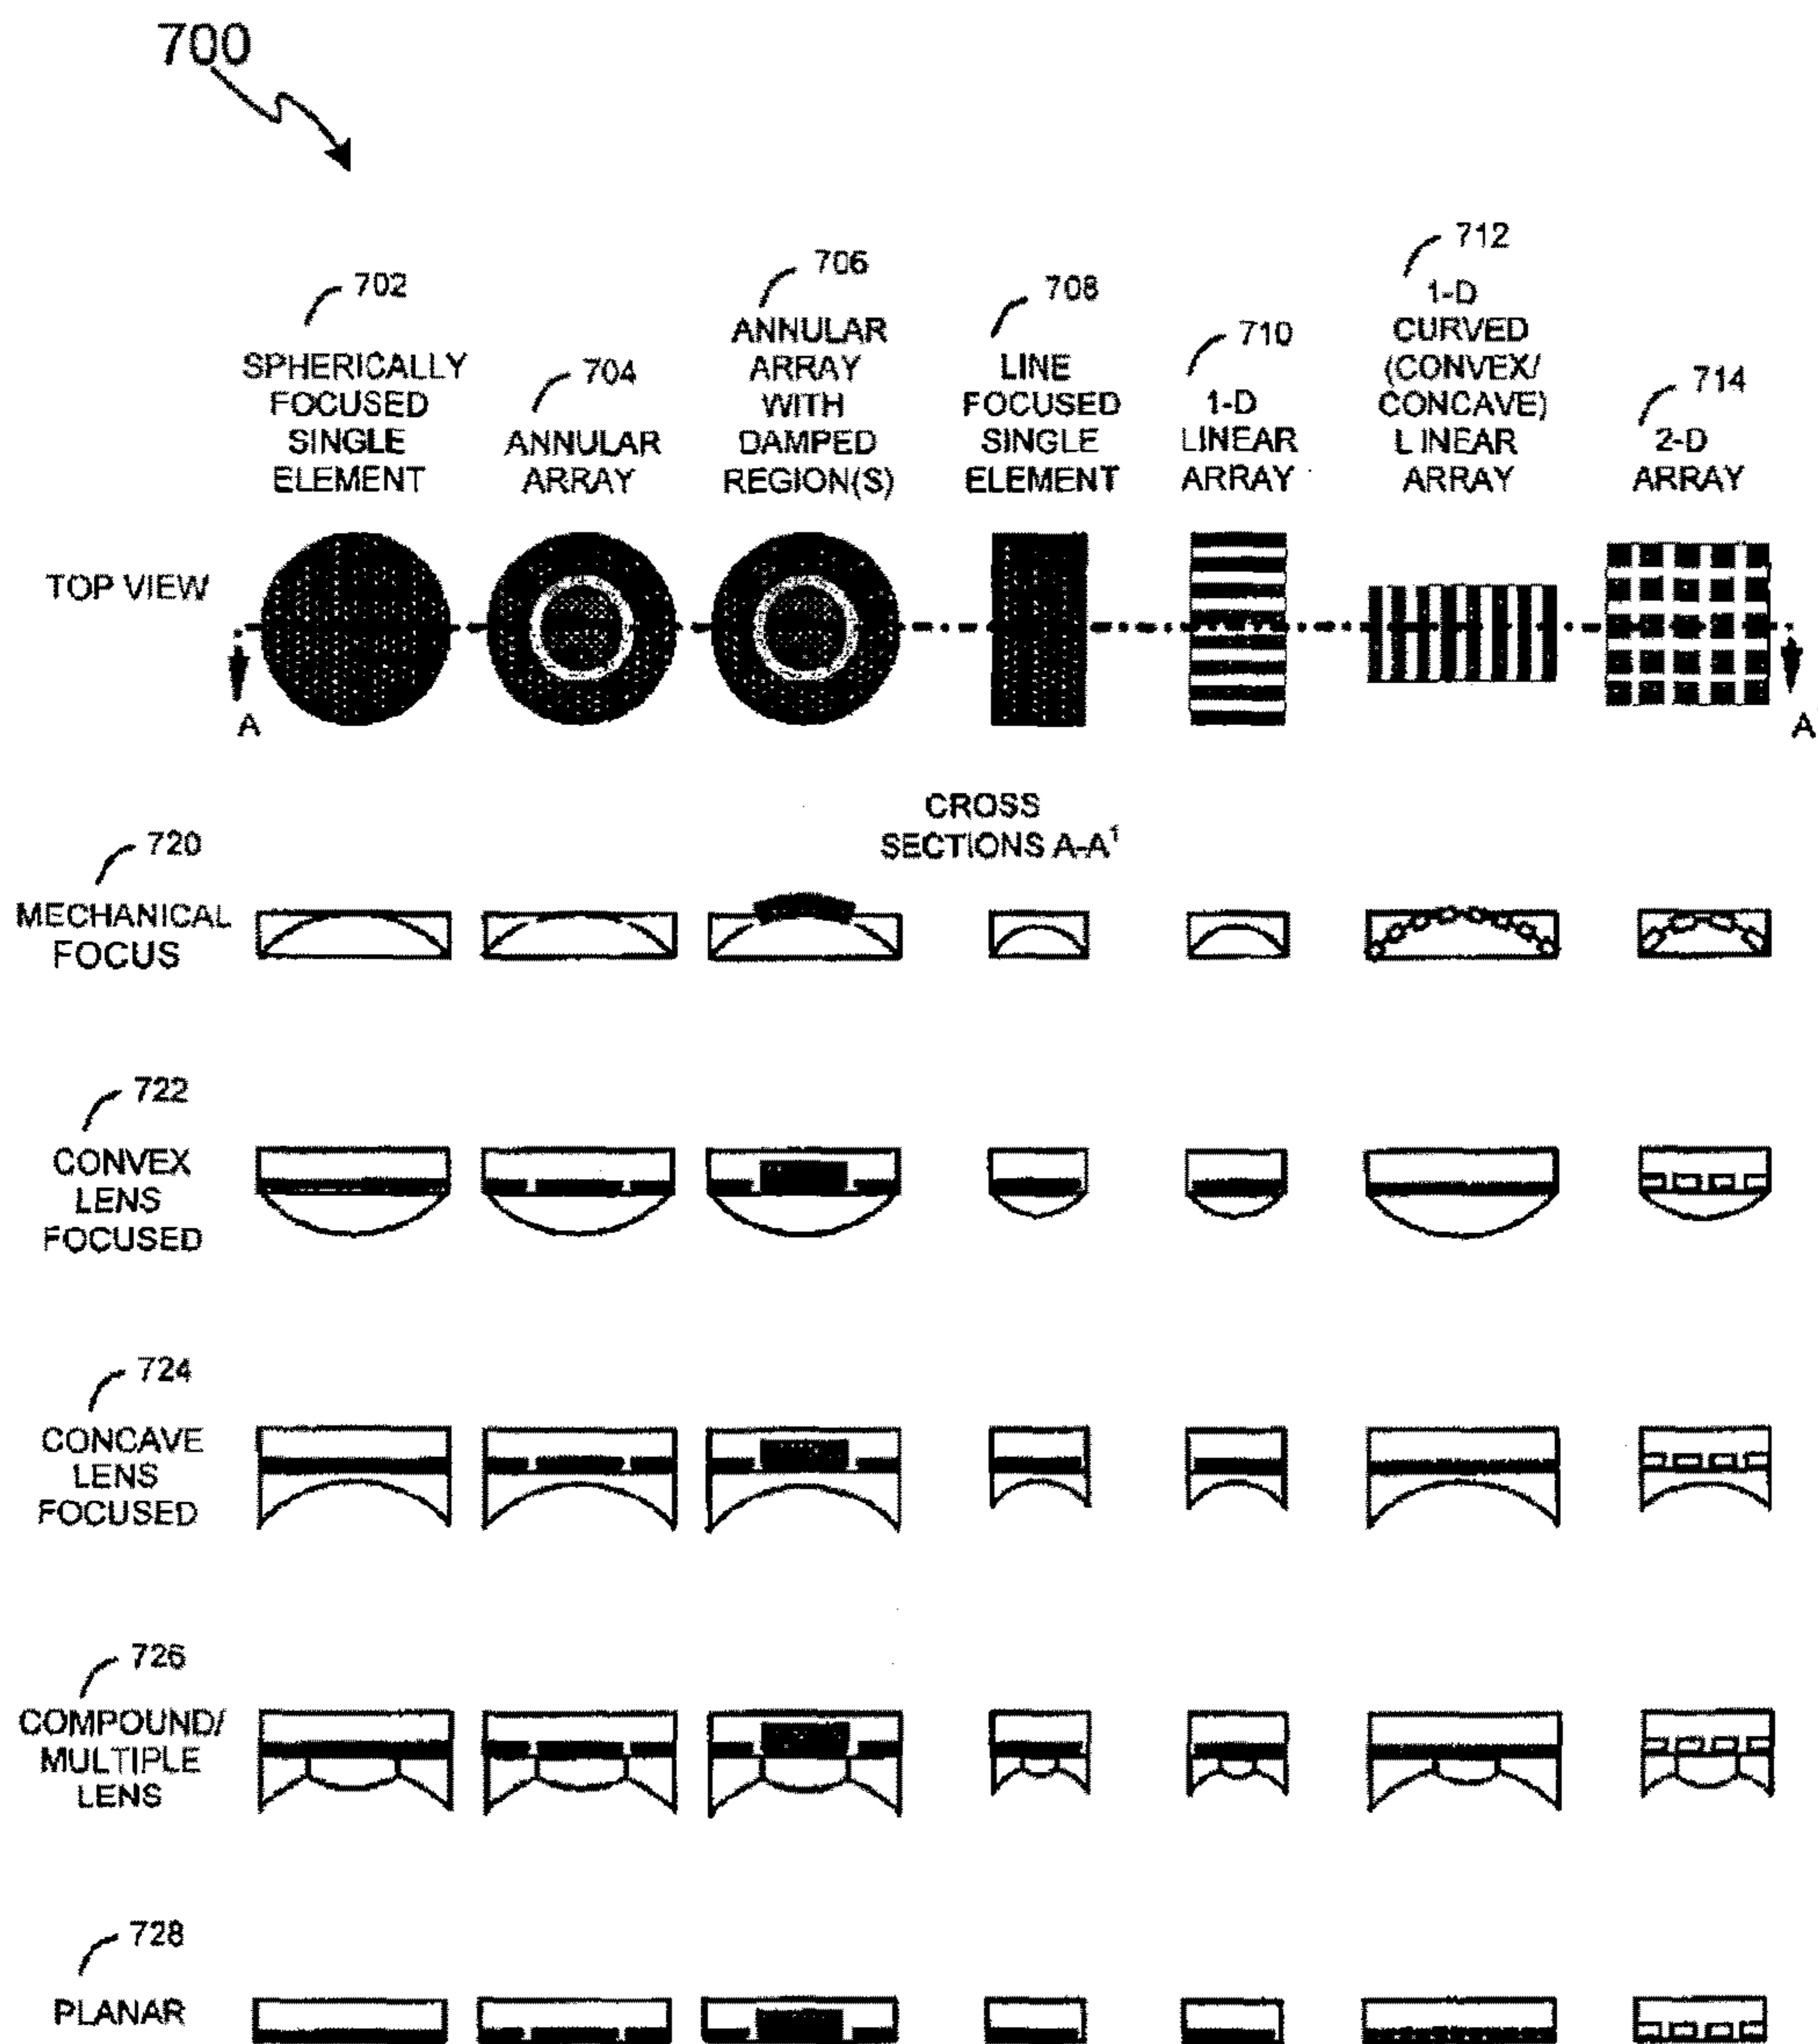 700
702
SPHERICALLY
FOCUSED
SINGLE
ELEMENT
704
ANNULAR
ARRAY
706
ANNULAR
ARRAY
WITH
DAMPED
REGION(S)
708
LINE
FOCUSED
SINGLE
ELEMENT
710
1-D
LINEAR
ARRAY
712
1-D
CURVED
(CONVEX/
CONCAVE)
LINEAR
ARRAY
714
2-D
ARRAY
TOP VIEW
A
A
CROSS
SECTIONS A-A¹
720
MECHANICAL
FOCUS
722
CONVEX
LENS
FOCUSED
724
CONCAVE
LENS
FOCUSED
726
COMPOUND/
MULTIPLE
LENS
728
PLANAR